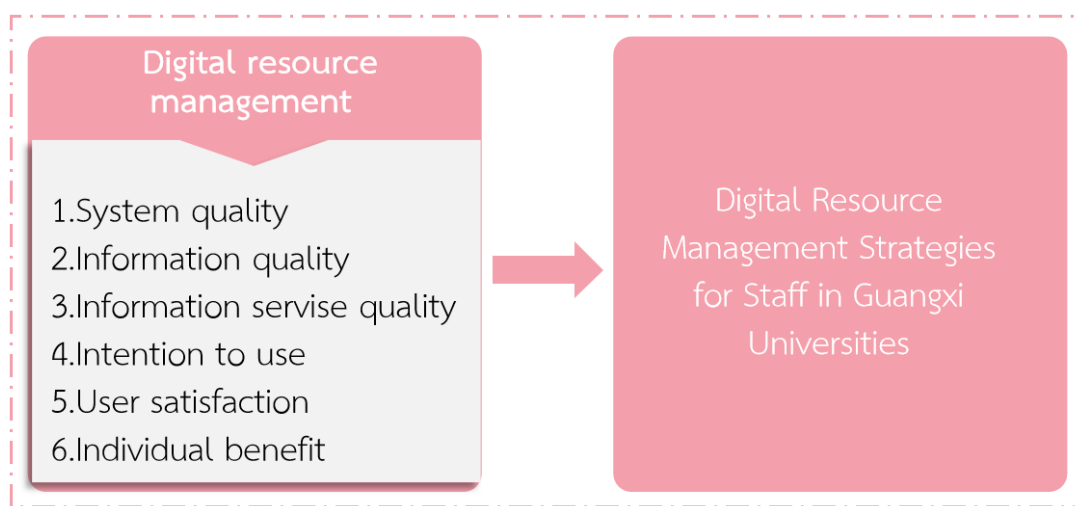 Digital resource
management
1.System quality
2.Information quality
3.Information servise quality
4.Intention to use
5.User satisfaction
6.Individual benefit
Digital Resource
Management Strategies
for Staff in Guangxi
Universities